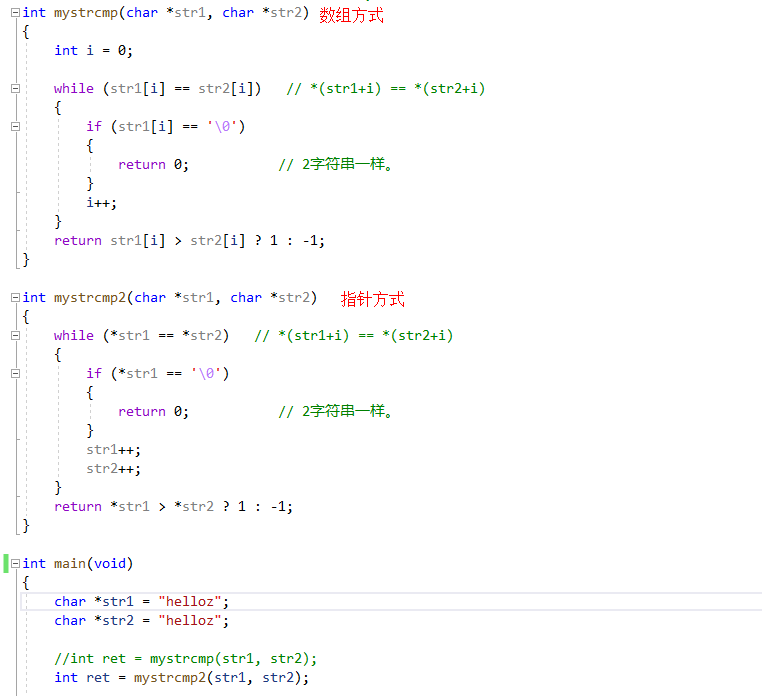 int mystrcmp(char *str1, char *str2) 数组方式
{
    int i = 0;

    while (str1[i] == str2[i])   // *(str1+i) == *(str2+i)
    {
        if (str1[i] == '\0')
        {
            return 0;           // 2字符串一样。
        }
        i++;
    }
    return str1[i] > str2[i] ? 1 : -1;
}

int mystrcmp2(char *str1, char *str2) 指针方式
{
    while (*str1 == *str2)   // *(str1+i) == *(str2+i)
    {
        if (*str1 == '\0')
        {
            return 0;           // 2字符串一样。
        }
        str1++;
        str2++;
    }
    return *str1 > *str2 ? 1 : -1;
}

int main(void)
{
    char *str1 = "helloz";
    char *str2 = "helloz";

    //int ret = mystrcmp(str1, str2);
    int ret = mystrcmp2(str1, str2);